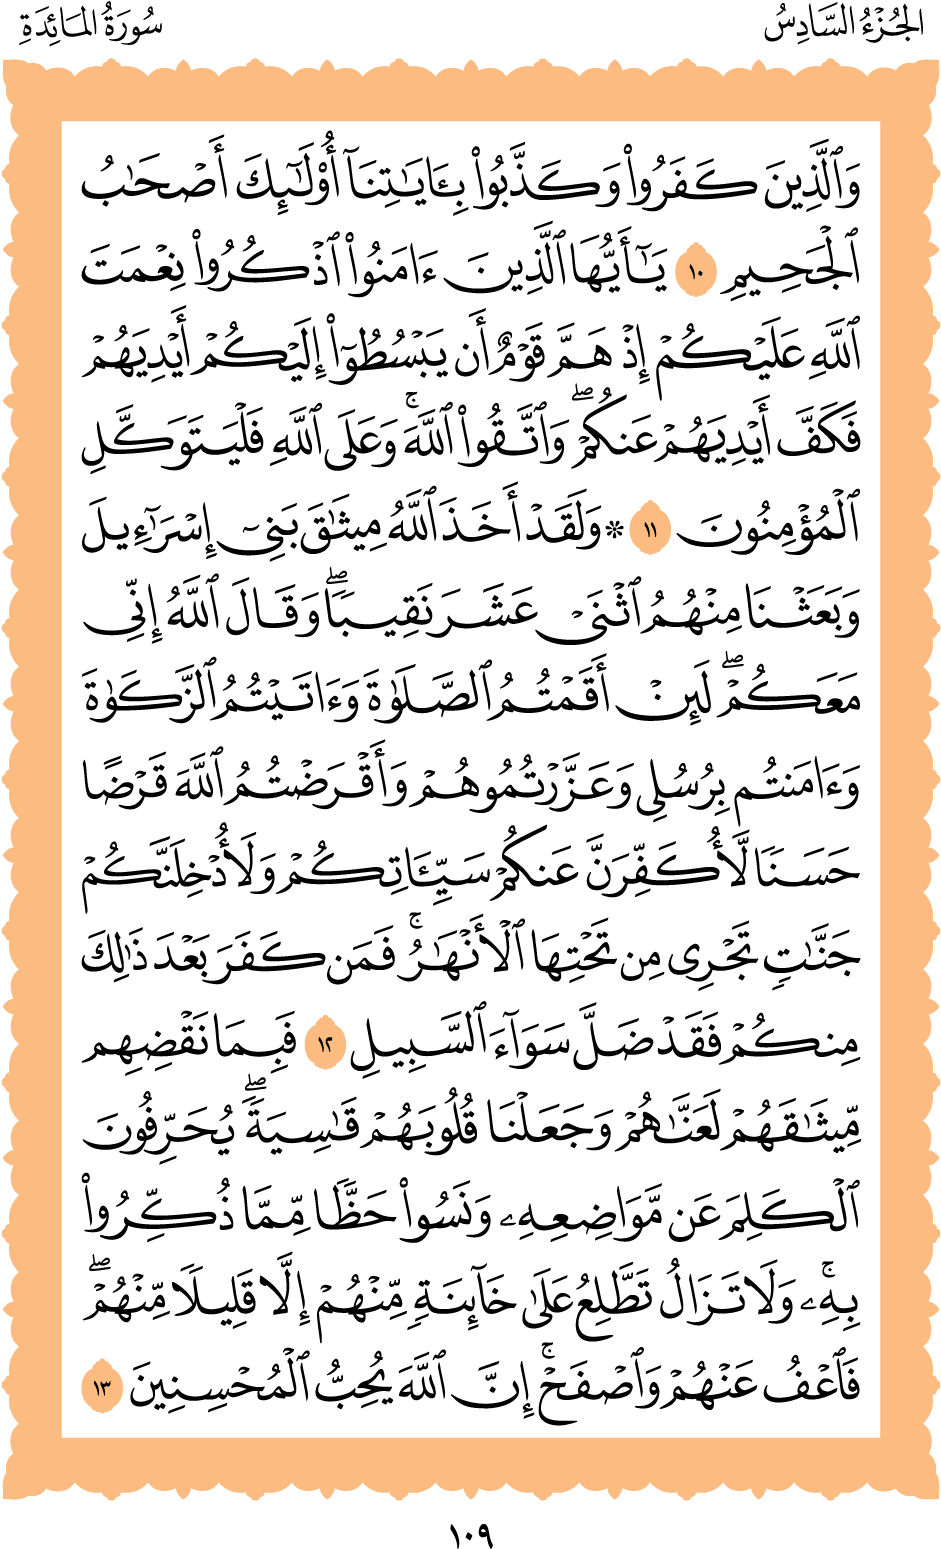 الجُزْءُ السَّادِسُ
سُورَةُ المَائِدَةِ
وَٱلَّذِينَ كَفَرُوا۟ وَكَذَّبُوا۟ بِـَٔايَـٰتِنَآ أُو۟لَـٰٓئِكَ أَصْحَـٰبُ
ٱلْجَحِيمِ ١٠ يَـٰٓأَيُّهَا ٱلَّذِينَ ءَامَنُوا۟ ٱذْكُرُوا۟ نِعْمَتَ
ٱللَّهِ عَلَيْكُمْ إِذْ هَمَّ قَوْمٌ أَن يَبْسُطُوٓا۟ إِلَيْكُمْ أَيْدِيَهُمْ
فَكَفَّ أَيْدِيَهُمْ عَنكُمْ ۖ وَٱتَّقُوا۟ ٱللَّهَ ۚ وَعَلَى ٱللَّهِ فَلْيَتَوَكَّلِ
ٱلْمُؤْمِنُونَ ١١ ۞ وَلَقَدْ أَخَذَ ٱللَّهُ مِيثَـٰقَ بَنِىٓ إِسْرَٰٓءِيلَ
وَبَعَثْنَا مِنْهُمُ ٱثْنَىْ عَشَرَ نَقِيبًا ۖ وَقَالَ ٱللَّهُ إِنِّى
مَعَكُمْ ۖ لَئِنْ أَقَمْتُمُ ٱلصَّلَوٰةَ وَءَاتَيْتُمُ ٱلزَّكَوٰةَ
وَءَامَنتُم بِرُسُلِى وَعَزَّرْتُمُوهُمْ وَأَقْرَضْتُمُ ٱللَّهَ قَرْضًا
حَسَنًا لَّأُكَفِّرَنَّ عَنكُمْ سَيِّـَٔاتِكُمْ وَلَأُدْخِلَنَّكُمْ
جَنَّـٰتٍ تَجْرِى مِن تَحْتِهَا ٱلْأَنْهَـٰرُ ۚ فَمَن كَفَرَ بَعْدَ ذَٰلِكَ
مِنكُمْ فَقَدْ ضَلَّ سَوَآءَ ٱلسَّبِيلِ ١٢ فَبِمَا نَقْضِهِم
مِّيثَـٰقَهُمْ لَعَنَّـٰهُمْ وَجَعَلْنَا قُلُوبَهُمْ قَـٰسِيَةً ۖ يُحَرِّفُونَ
ٱلْكَلِمَ عَن مَّوَاضِعِهِۦ وَنَسُوا۟ حَظًّا مِّمَّا ذُكِّرُوا۟
بِهِۦ ۚ وَلَا تَزَالُ تَطَّلِعُ عَلَىٰ خَآئِنَةٍ مِّنْهُمْ إِلَّا قَلِيلًا مِّنْهُمْ ۖ
فَٱعْفُ عَنْهُمْ وَٱصْفَحْ ۚ إِنَّ ٱللَّهَ يُحِبُّ ٱلْمُحْسِنِينَ ١٣
١٠٩